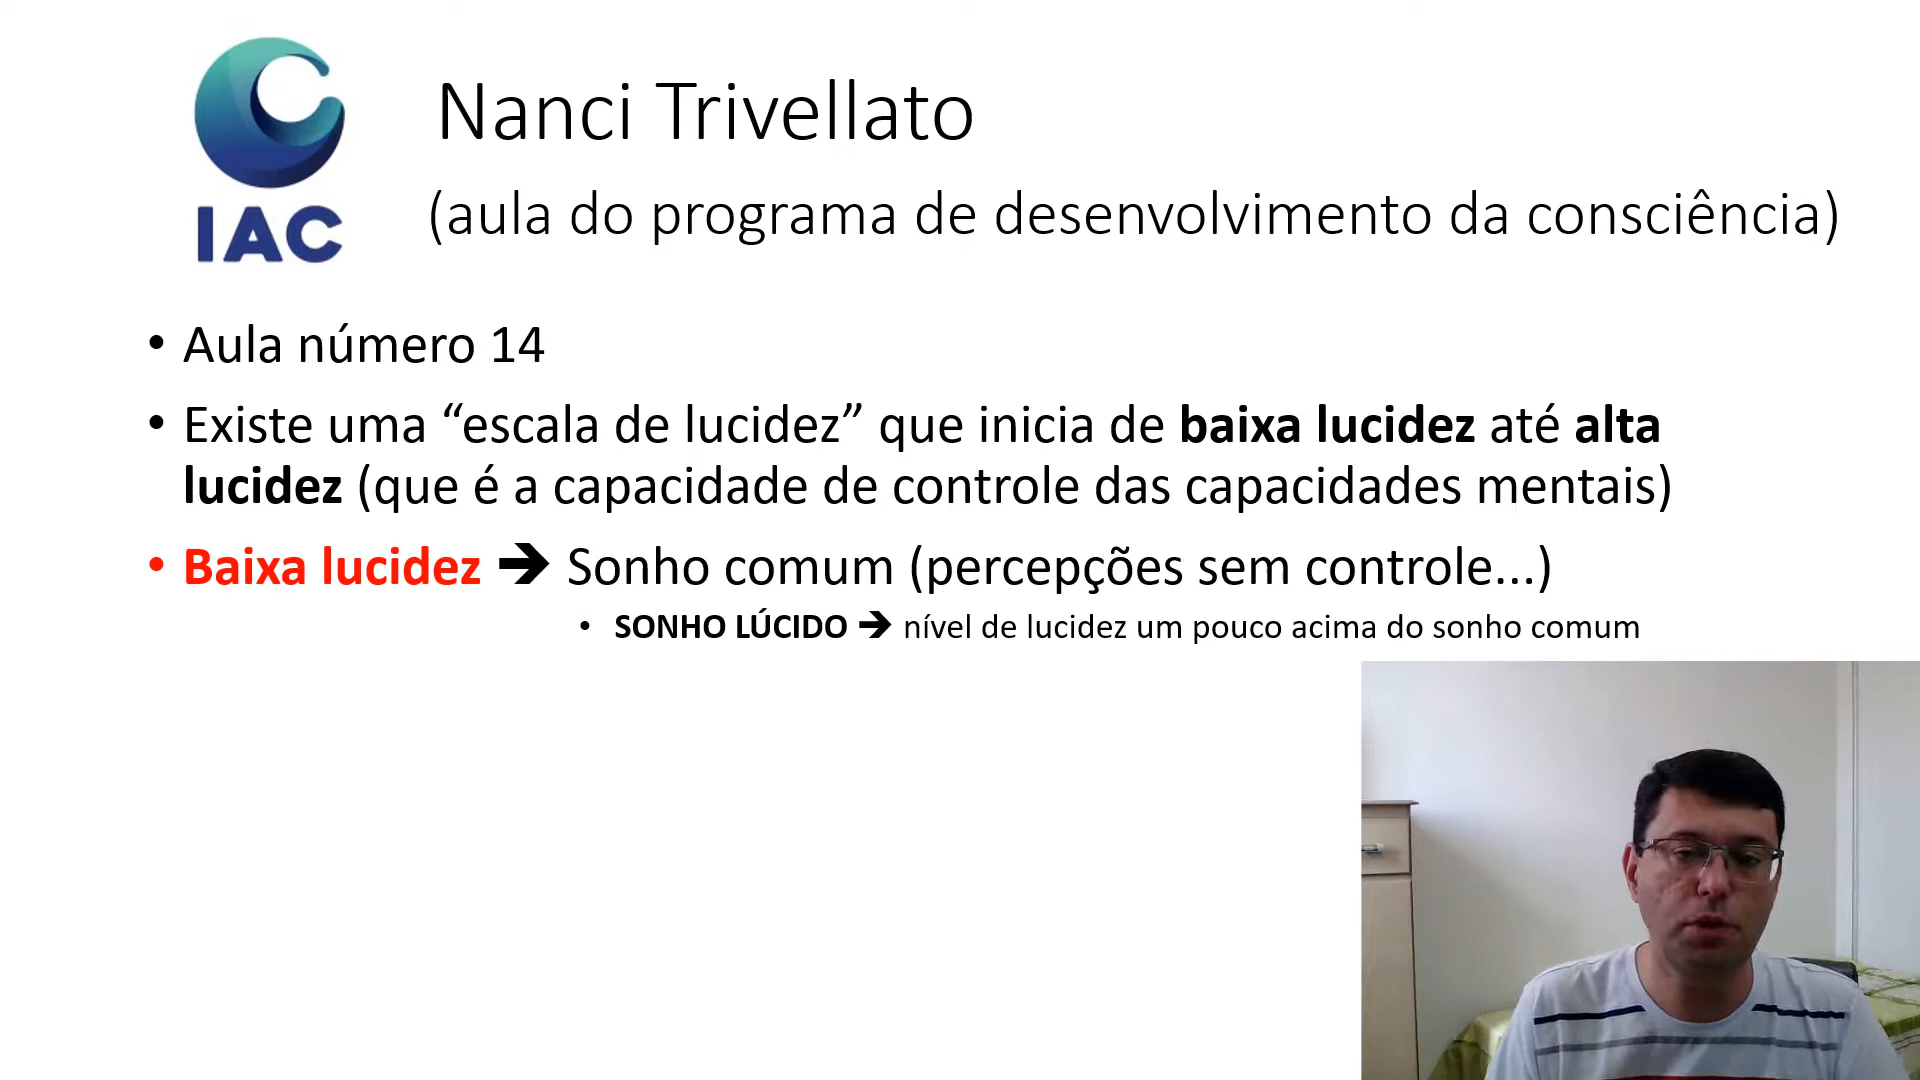 Nanci Trivellato
IAC
(aula do programa de desenvolvimento da consciência)
• Aula número 14
• Existe uma “escala de lucidez” que inicia de baixa lucidez até alta
lucidez (que é a capacidade de controle das capacidades mentais)
• Baixa lucidez ➔ Sonho comum (percepções sem controle...)
• SONHO LÚCIDO ➔ nível de lucidez um pouco acima do sonho comum